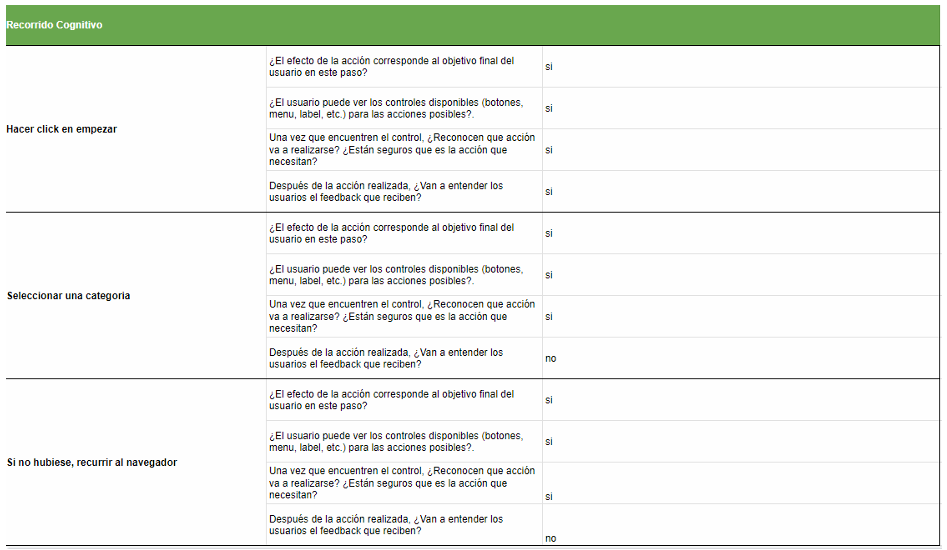 Recorrido Cognitivo
Hacer click en empezar
¿El efecto de la acción corresponde al objetivo final del
usuario en este paso?
si
¿El usuario puede ver los controles disponibles (botones,
menu, label, etc.) para las acciones posibles?.
si
Una vez que encuentren el control, ¿Reconocen que acción
va a realizarse? ¿Están seguros que es la acción que
necesitan?
si
Después de la acción realizada, ¿Van a entender los
usuarios el feedback que reciben?
si
Seleccionar una categoria
¿El efecto de la acción corresponde al objetivo final del
usuario en este paso?
si
¿El usuario puede ver los controles disponibles (botones,
menu, label, etc.) para las acciones posibles?.
si
Una vez que encuentren el control, ¿Reconocen que acción
va a realizarse? ¿Están seguros que es la acción que
necesitan?
si
Después de la acción realizada, ¿Van a entender los
usuarios el feedback que reciben?
no
Si no hubiese, recurrir al navegador
¿El efecto de la acción corresponde al objetivo final del
usuario en este paso?
si
¿El usuario puede ver los controles disponibles (botones,
menu, label, etc.) para las acciones posibles?.
si
Una vez que encuentren el control, ¿Reconocen que acción
va a realizarse? ¿Están seguros que es la acción que
necesitan?
si
Después de la acción realizada, ¿Van a entender los
usuarios el feedback que reciben?
no